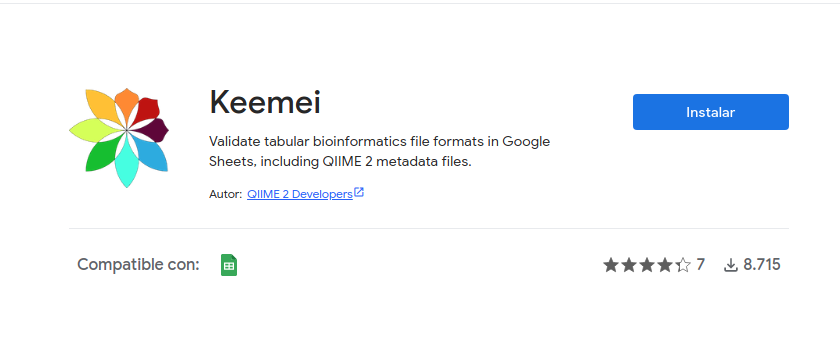 Keemei
Instalar
Validate tabular bioinformatics file formats in Google
Sheets, including QIIME 2 metadata files.
Autor: QIIME 2 Developers
Compatible con:
7
8.715